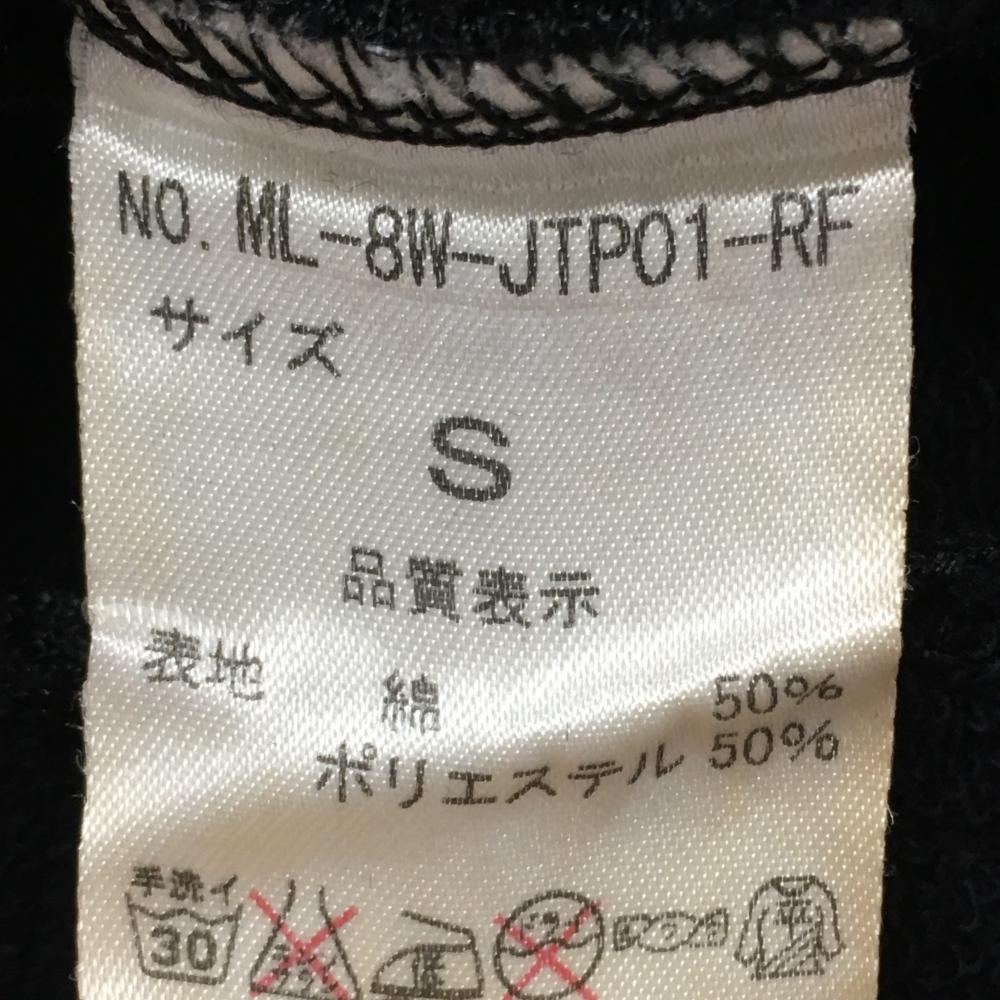 NO. ML-8W-JTP01-RF
サイズ
S
品質表示
表地 綿 50%
ポリエステル 50%
手洗イ
30
低